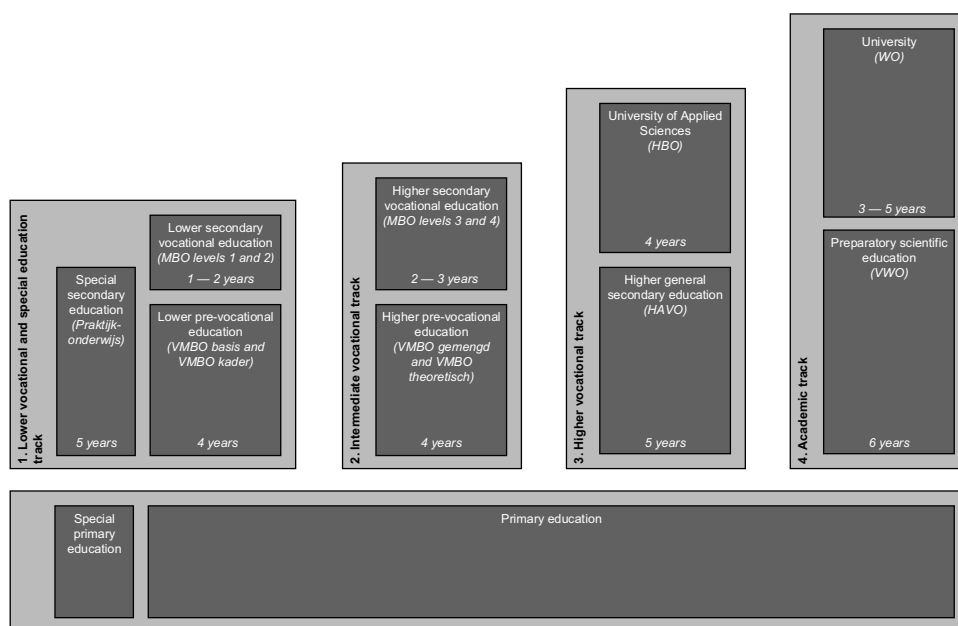 1. Lower vocational and special education
track
Special
secondary
education
(Praktijk-
onderwijs)
5 years
Lower secondary
vocational education
(MBO levels 1 and 2)
1 — 2 years
Lower pre-vocational
education
(VMBO basis and
VMBO kader)
4 years
2. Intermediate vocational track
Higher secondary
vocational education
(MBO levels 3 and 4)
2 — 3 years
Higher pre-vocational
education
(VMBO gemengd
and VMBO
theoretisch)
4 years
3. Higher vocational track
University of Applied
Sciences
(HBO)
4 years
Higher general
secondary education
(HAVO)
5 years
4. Academic track
University
(WO)
3 — 5 years
Preparatory scientific
education
(VWO)
6 years
Special
primary
education
Primary education